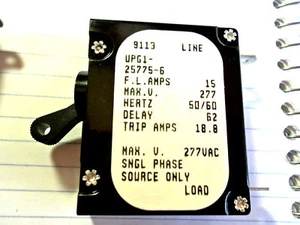 9113 LINE
UPG1-
25775-6
F.L.AMPS 15
MAX.V. 277
HERTZ 50/60
DELAY 62
TRIP AMPS 18.8
MAX. V. 277VAC
SNGL PHASE
SOURCE ONLY
LOAD